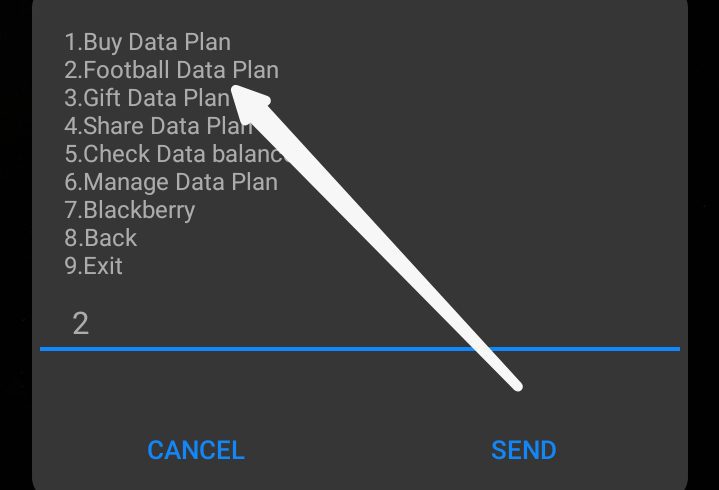 1.Buy Data Plan
2.Football Data Plan
3.Gift Data Plan
4.Share Data Plan
5.Check Data balance
6.Manage Data Plan
7.Blackberry
8.Back
9.Exit
2
CANCEL SEND